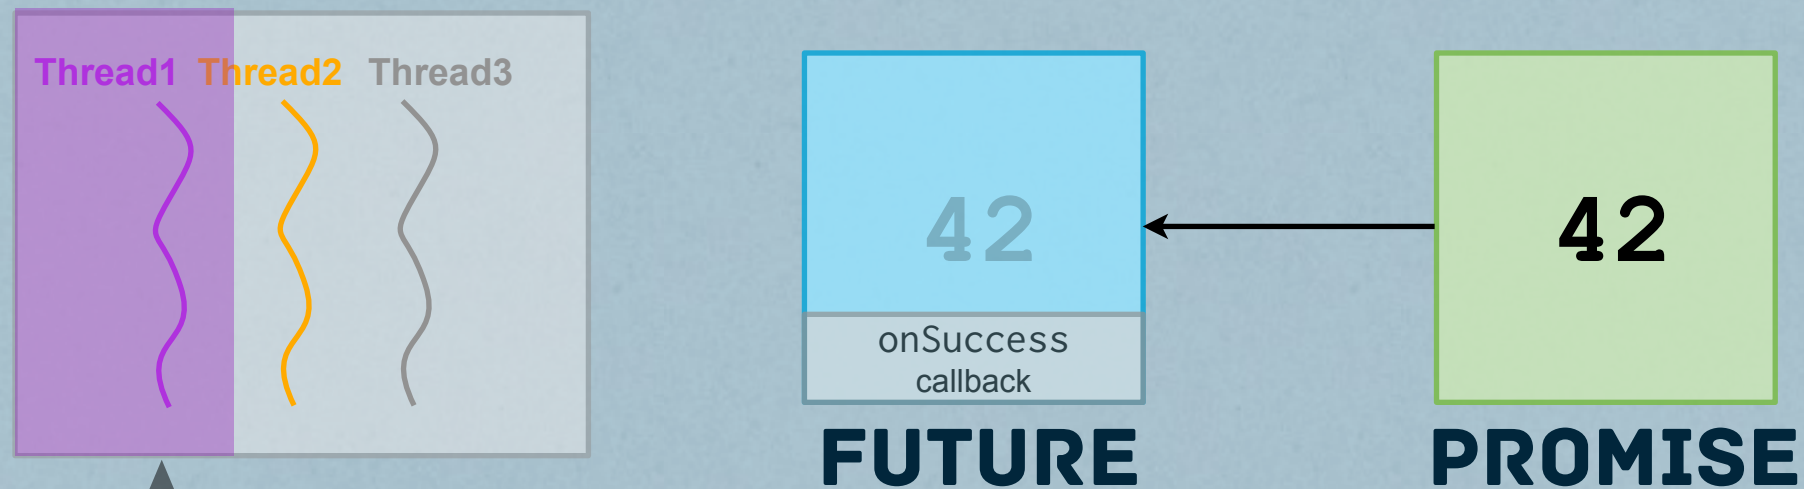 Thread1 Thread2 Thread3
42
42
onSuccess
callback
FUTURE
PROMISE